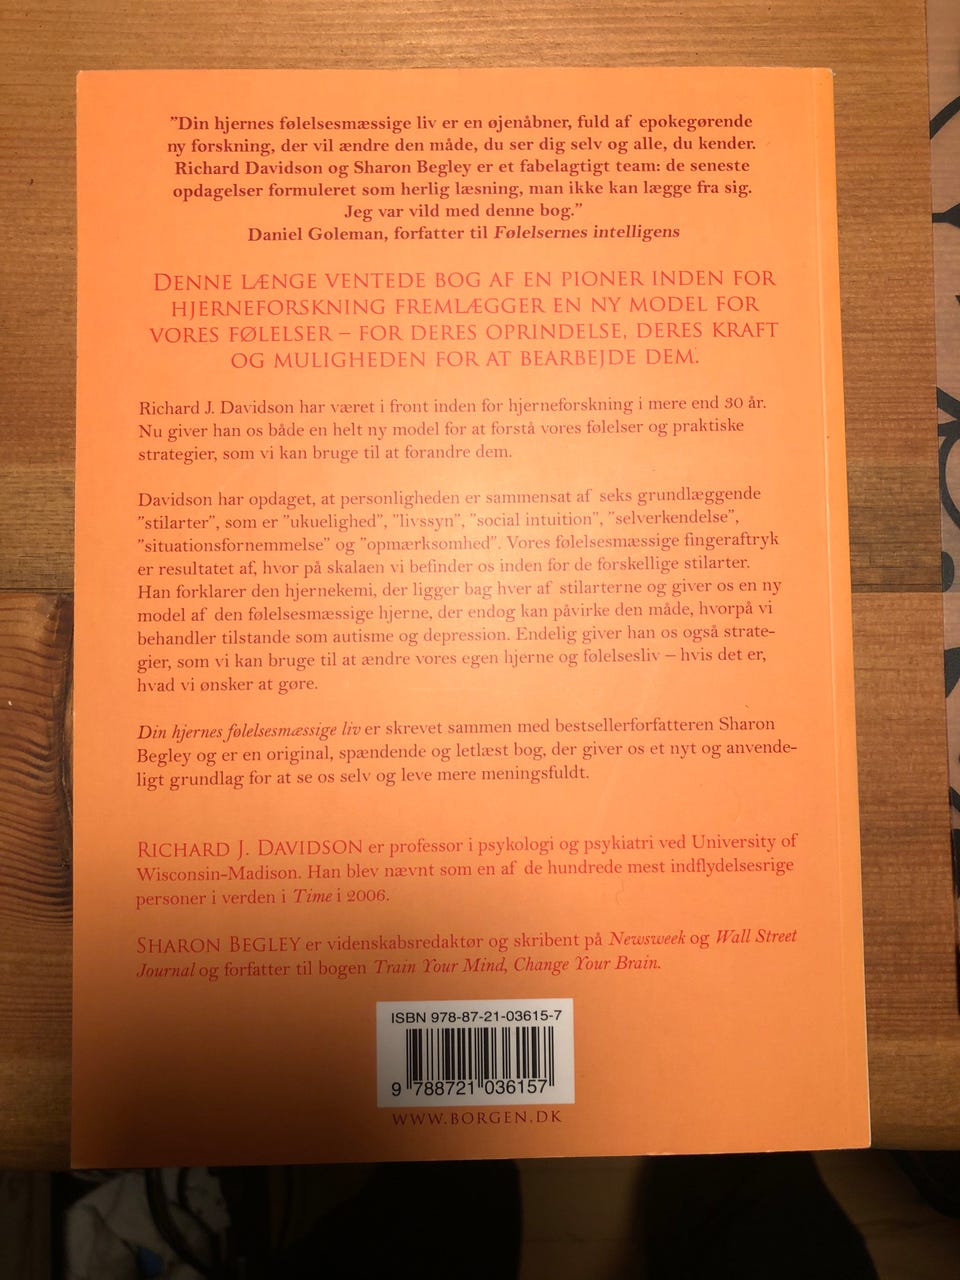 "Din hjernes følelsesmæssige liv er en øjenåbner, fuld af epokegørende
ny forskning, der vil ændre den måde, du ser dig selv og alle, du kender.
Richard Davidson og Sharon Begley er et fabelagtigt team: de seneste
opdagelser formuleret som herlig læsning, man ikke kan lægge fra sig.
Jeg var vild med denne bog."
Daniel Goleman, forfatter til Følelsernes intelligens
DENNE LÆNGE VENTEDE BOG AF EN PIONER INDEN FOR
HJERNEFORSKNING FREMLÆGGER EN NY MODEL FOR
VORES FØLELSER – FOR DERES OPRINDELSE, DERES KRAFT
OG MULIGHEDEN FOR AT BEARBEJDE DEM.
Richard J. Davidson har været i front inden for hjerneforskning i mere end 30 år.
Nu giver han os både en helt ny model for at forstå vores følelser og praktiske
strategier, som vi kan bruge til at forandre dem.
Davidson har opdaget, at personligheden er sammensat af seks grundlæggende
"stilarter", som er "ukuelighed", "livssyn", "social intuition", "selverkendelse",
"situationsfornemmelse" og "opmærksomhed". Vores følelsesmæssige fingeraftryk
er resultatet af, hvor på skalaen vi befinder os inden for de forskellige stilarter.
Han forklarer den hjernekemi, der ligger bag hver af stilarterne og giver os en ny
model af den følelsesmæssige hjerne, der endog kan påvirke den måde, hvorpå vi
behandler tilstande som autisme og depression. Endelig giver han os også strate-
gier, som vi kan bruge til at ændre vores egen hjerne og følelsesliv – hvis det er,
hvad vi ønsker at gøre.
Din hjernes følelsesmæssige liv er skrevet sammen med bestsellerforfatteren Sharon
Begley og er en original, spændende og letlæst bog, der giver os et nyt og anvende-
ligt grundlag for at se os selv og leve mere meningsfuldt.
RICHARD J. DAVIDSON er professor i psykologi og psykiatri ved University of
Wisconsin-Madison. Han blev nævnt som en af de hundrede mest indflydelsesrige
personer i verden i Time i 2006.
SHARON BEGLEY er videnskabsredaktør og skribent på Newsweek og Wall Street
Journal og forfatter til bogen Train Your Mind, Change Your Brain.
ISBN 978-87-21-03615-7
9 788721 036157
WWW.BORGEN.DK